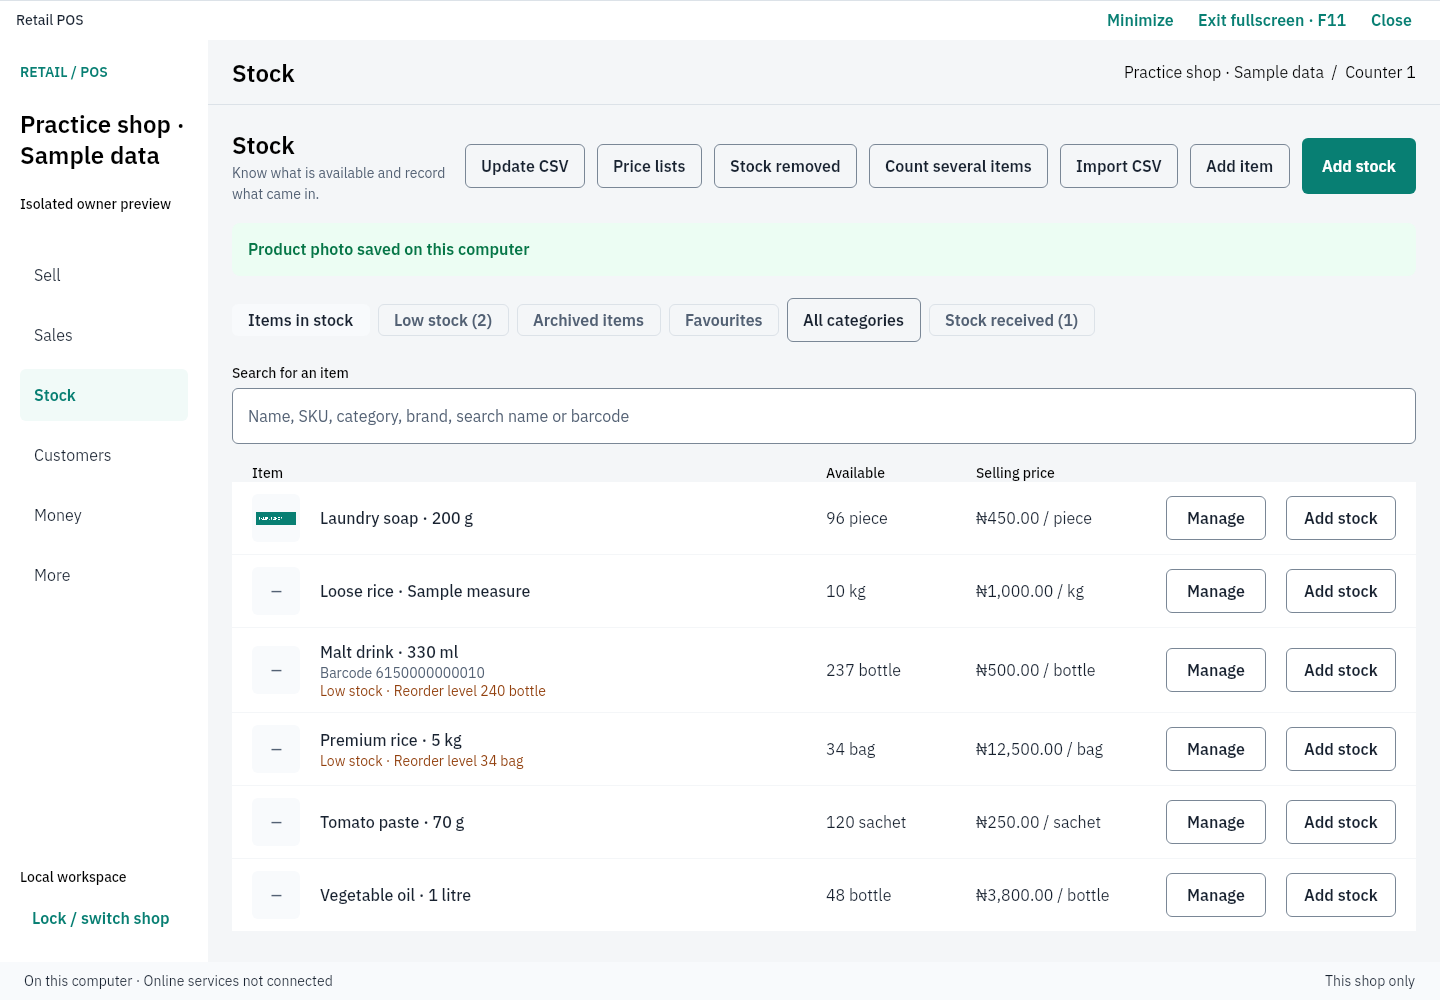 Retail POS
Minimize
Exit fullscreen · F11
Close
RETAIL / POS
Practice shop ·
Sample data
Isolated owner preview
Sell
Sales
Stock
Customers
Money
More
Local workspace
Lock / switch shop
Stock
Practice shop · Sample data / Counter 1
Stock
Know what is available and record
what came in.
Update CSV
Price lists
Stock removed
Count several items
Import CSV
Add item
Add stock
Product photo saved on this computer
Items in stock
Low stock (2)
Archived items
Favourites
All categories
Stock received (1)
Search for an item
Name, SKU, category, brand, search name or barcode
Item Available Selling price
Laundry soap · 200 g 96 piece ₦450.00 / piece Manage Add stock
– Loose rice · Sample measure 10 kg ₦1,000.00 / kg Manage Add stock
Malt drink · 330 ml
Barcode 6150000000010
Low stock · Reorder level 240 bottle
– 237 bottle ₦500.00 / bottle Manage Add stock
Premium rice · 5 kg
Low stock · Reorder level 34 bag
– 34 bag ₦12,500.00 / bag Manage Add stock
– Tomato paste · 70 g 120 sachet ₦250.00 / sachet Manage Add stock
– Vegetable oil · 1 litre 48 bottle ₦3,800.00 / bottle Manage Add stock
On this computer · Online services not connected
This shop only